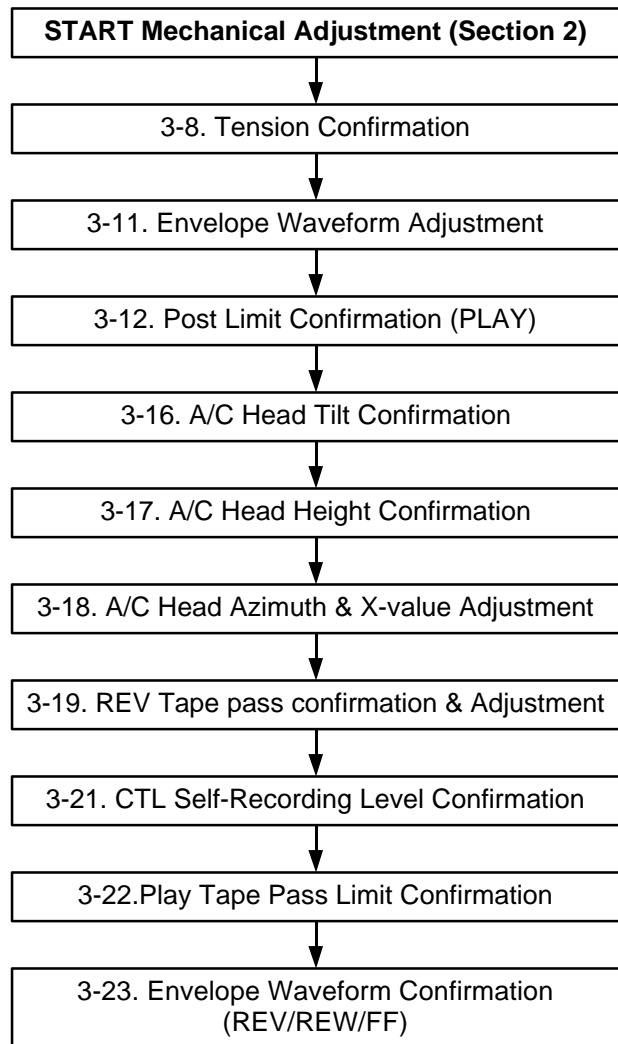 START Mechanical Adjustment (Section 2)
3-8. Tension Confirmation
3-11. Envelope Waveform Adjustment
3-12. Post Limit Confirmation (PLAY)
3-16. A/C Head Tilt Confirmation
3-17. A/C Head Height Confirmation
3-18. A/C Head Azimuth & X-value Adjustment
3-19. REV Tape pass confirmation & Adjustment
3-21. CTL Self-Recording Level Confirmation
3-22.Play Tape Pass Limit Confirmation
3-23. Envelope Waveform Confirmation
(REV/REW/FF)